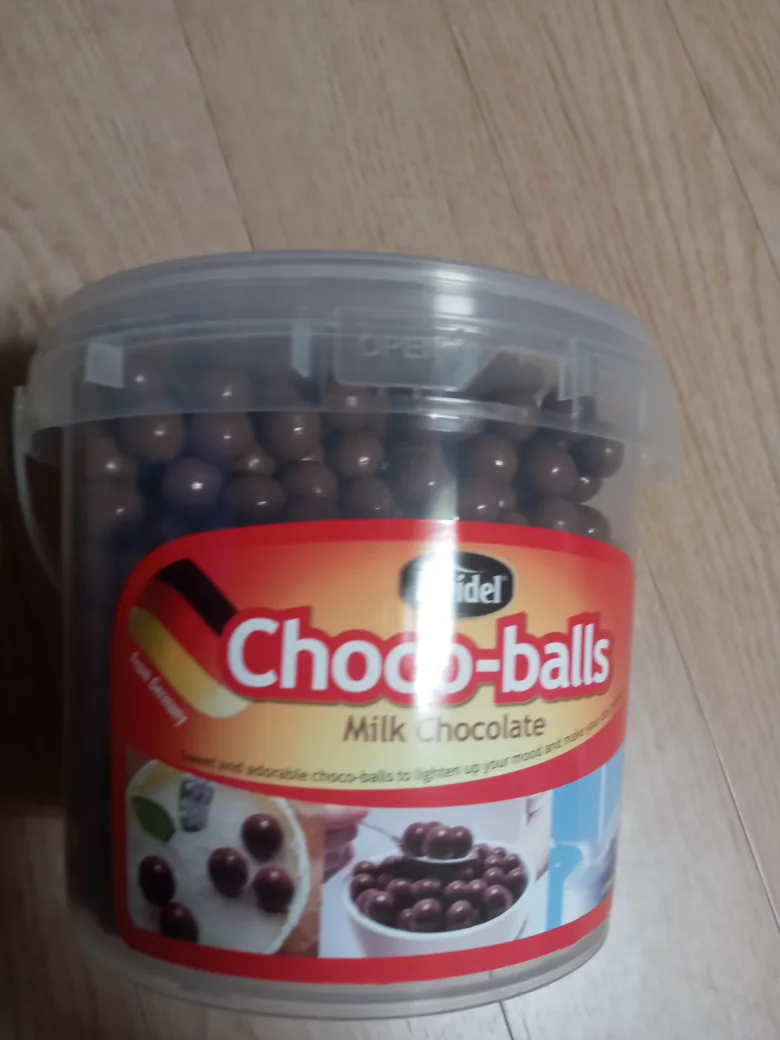 OPEN
Choco-balls
from Germany
Milk Chocolate
Sweet and adorable choco-balls to lighten up your mood and make your